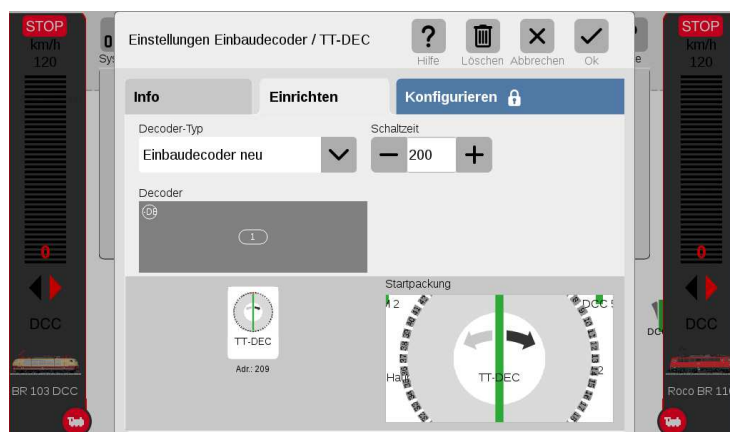 STOP
km/h
120
0
DCC
BR 103 DCC
Sys
Einstellungen Einbaudecoder / TT-DEC
?
Hilfe
Löschen
Abbrechen
Ok
Info
Einrichten
Konfigurieren
Decoder-Typ
Einbaudecoder neu
Schaltzeit
200
Decoder
1
TT-DEC
Adr.: 209
Startpackung
TT-DEC
STOP
km/h
120
0
DCC
Roco BR 110